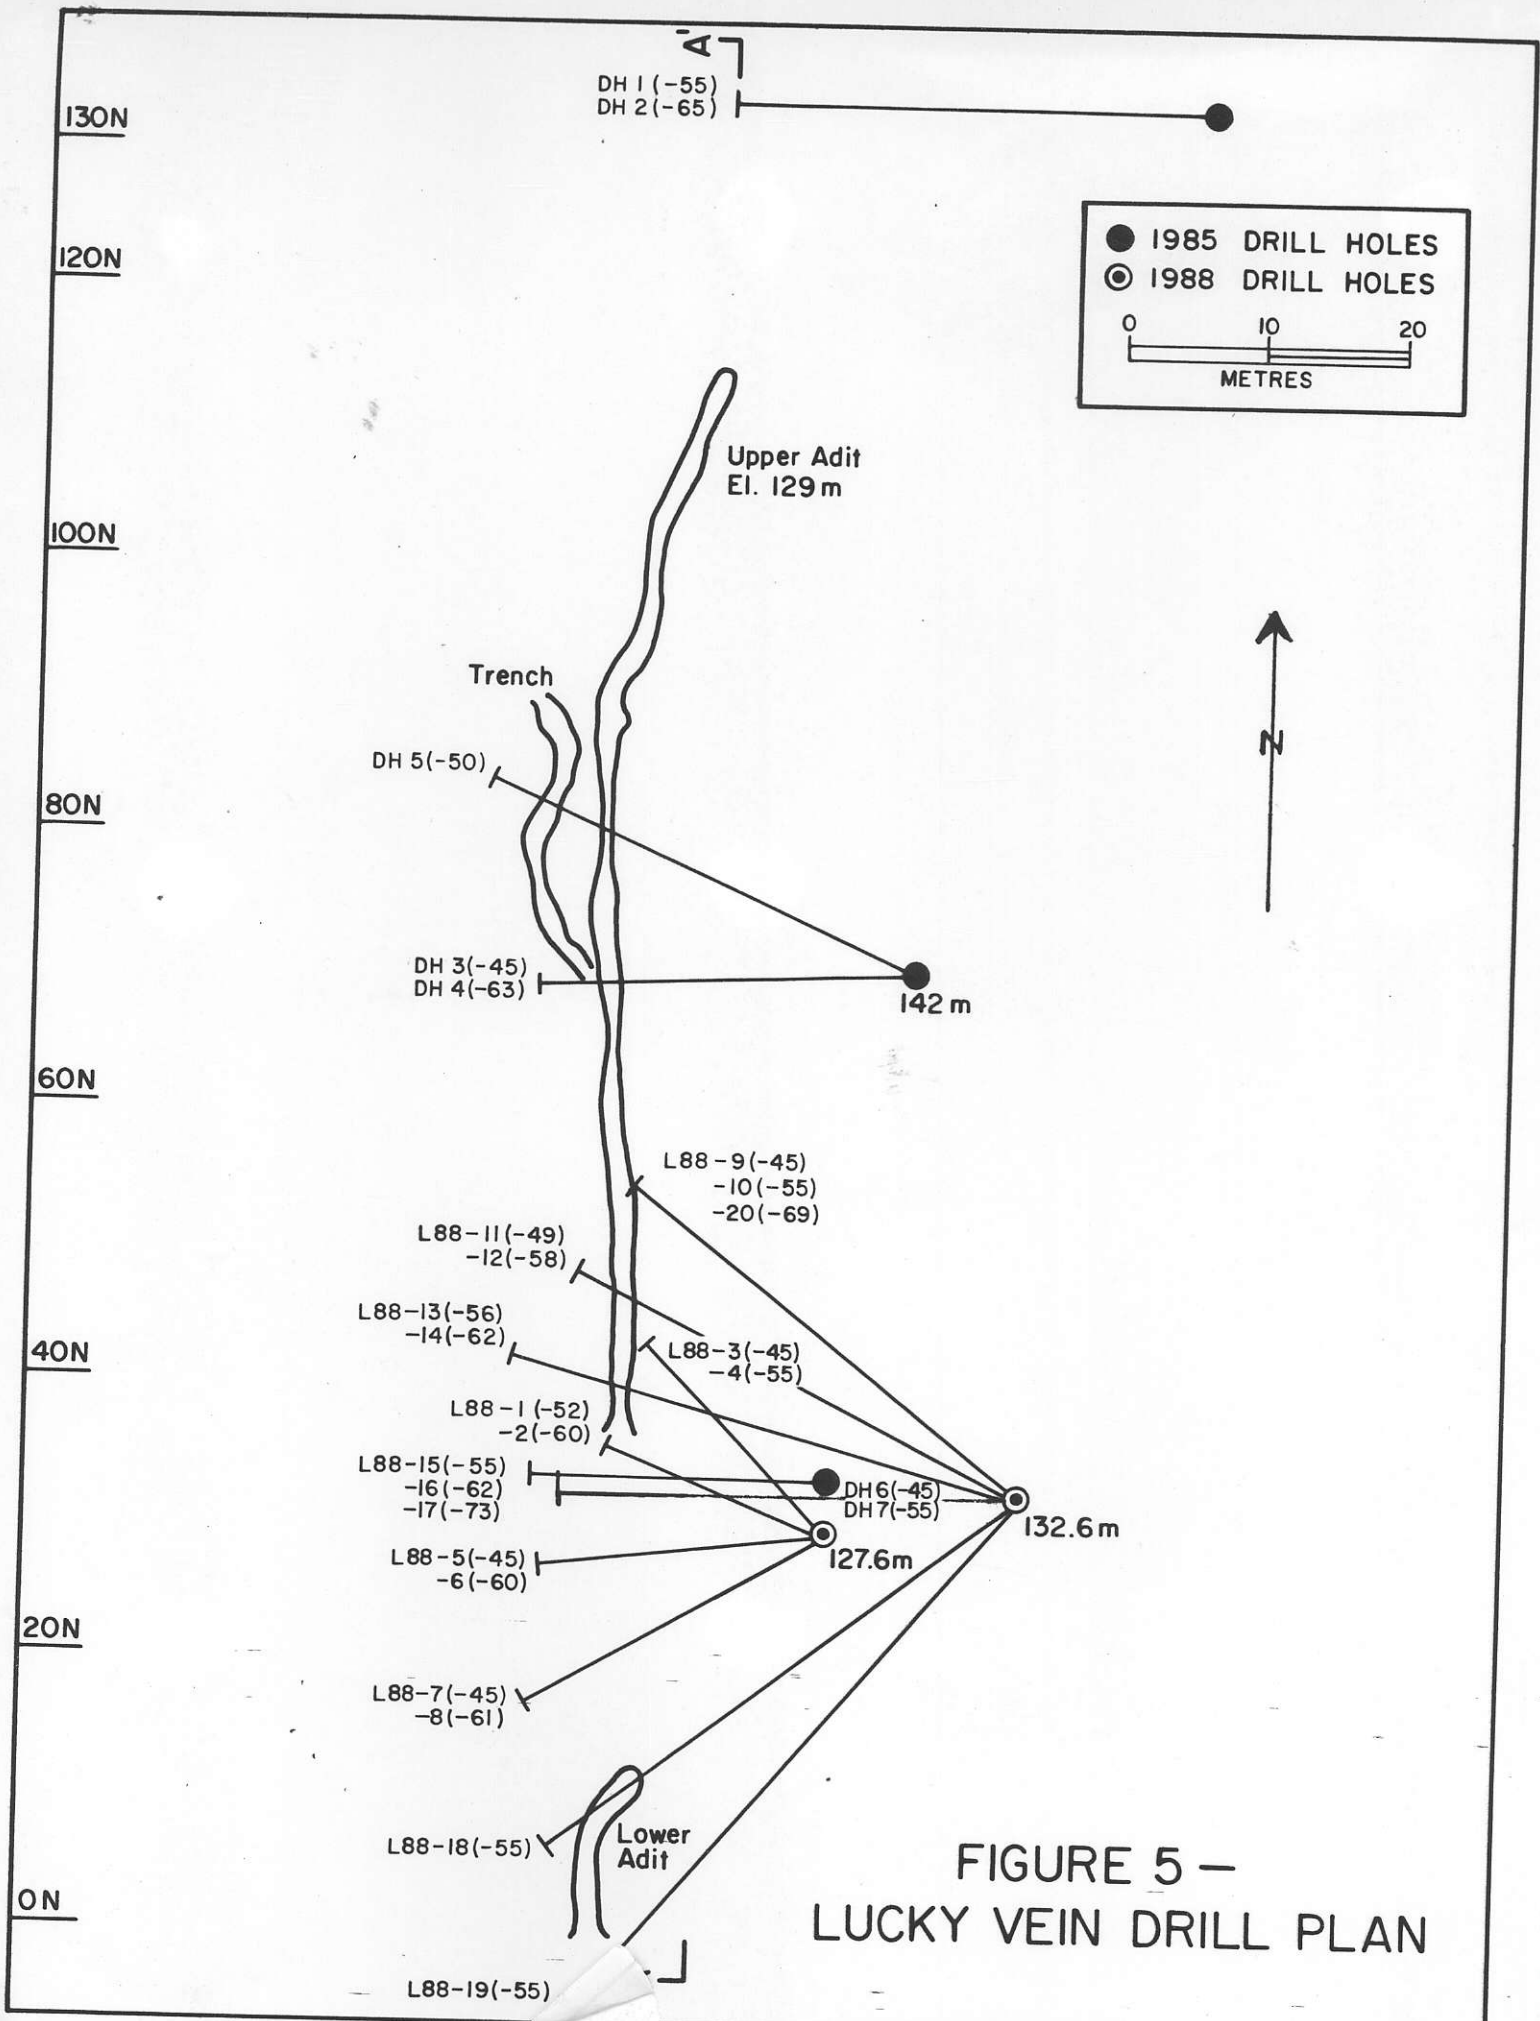 A'
DH 1 (-55)
DH 2 (-65)
130N
1985 DRILL HOLES
1988 DRILL HOLES
120N
0 10 20
METRES
Upper Adit
El. 129 m
100N
Trench
N
DH 5(-50)
80N
DH 3(-45)
DH 4(-63)
142 m
60N
L88-9(-45)
-10(-55)
-20(-69)
L88-11(-49)
-12(-58)
L88-13(-56)
-14(-62)
40N
L88-3(-45)
-4(-55)
L88-1(-52)
-2(-60)
L88-15(-55)
-16(-62)
-17(-73)
DH 6(-45)
DH 7(-55)
132.6 m
127.6m
L88-5(-45)
-6(-60)
20N
L88-7(-45)
-8(-61)
L88-18(-55)
Lower
Adit
FIGURE 5 —
LUCKY VEIN DRILL PLAN
0N
L88-19(-55)